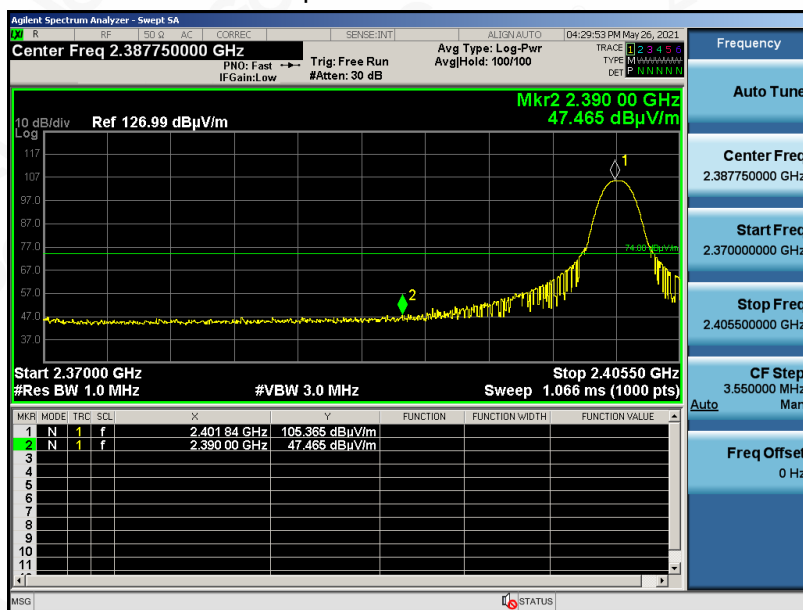 Agilent Spectrum Analyzer - Swept SA
LXI R RF 50 Ω AC CORREC SENSE:INT ALIGN AUTO 04:29:53 PM May 26, 2021
Center Freq 2.387750000 GHz
PNO: Fast
IFGain:Low
Trig: Free Run
#Atten: 30 dB
Avg Type: Log-Pwr
Avg|Hold: 100/100
TRACE 1 2 3 4 5 6
TYPE M
DET P N N N N N
Mkr2 2.390 00 GHz
47.465 dBµV/m
10 dB/div Ref 126.99 dBµV/m
Log
117
107
97.0
87.0
77.0
67.0
57.0
47.0
37.0
1
74.00 dBµV/m
2
Start 2.37000 GHz Stop 2.40550 GHz
#Res BW 1.0 MHz #VBW 3.0 MHz Sweep 1.066 ms (1000 pts)
MKR MODE TRC SCL X Y FUNCTION FUNCTION WIDTH FUNCTION VALUE
1 N 1 f 2.401 84 GHz 105.365 dBµV/m
2 N 1 f 2.390 00 GHz 47.465 dBµV/m
3
4
5
6
7
8
9
10
11
MSG STATUS
Frequency
Auto Tune
Center Freq
2.387750000 GHz
Start Freq
2.370000000 GHz
Stop Freq
2.405500000 GHz
CF Step
3.550000 MHz
Auto Man
Freq Offset
0 Hz